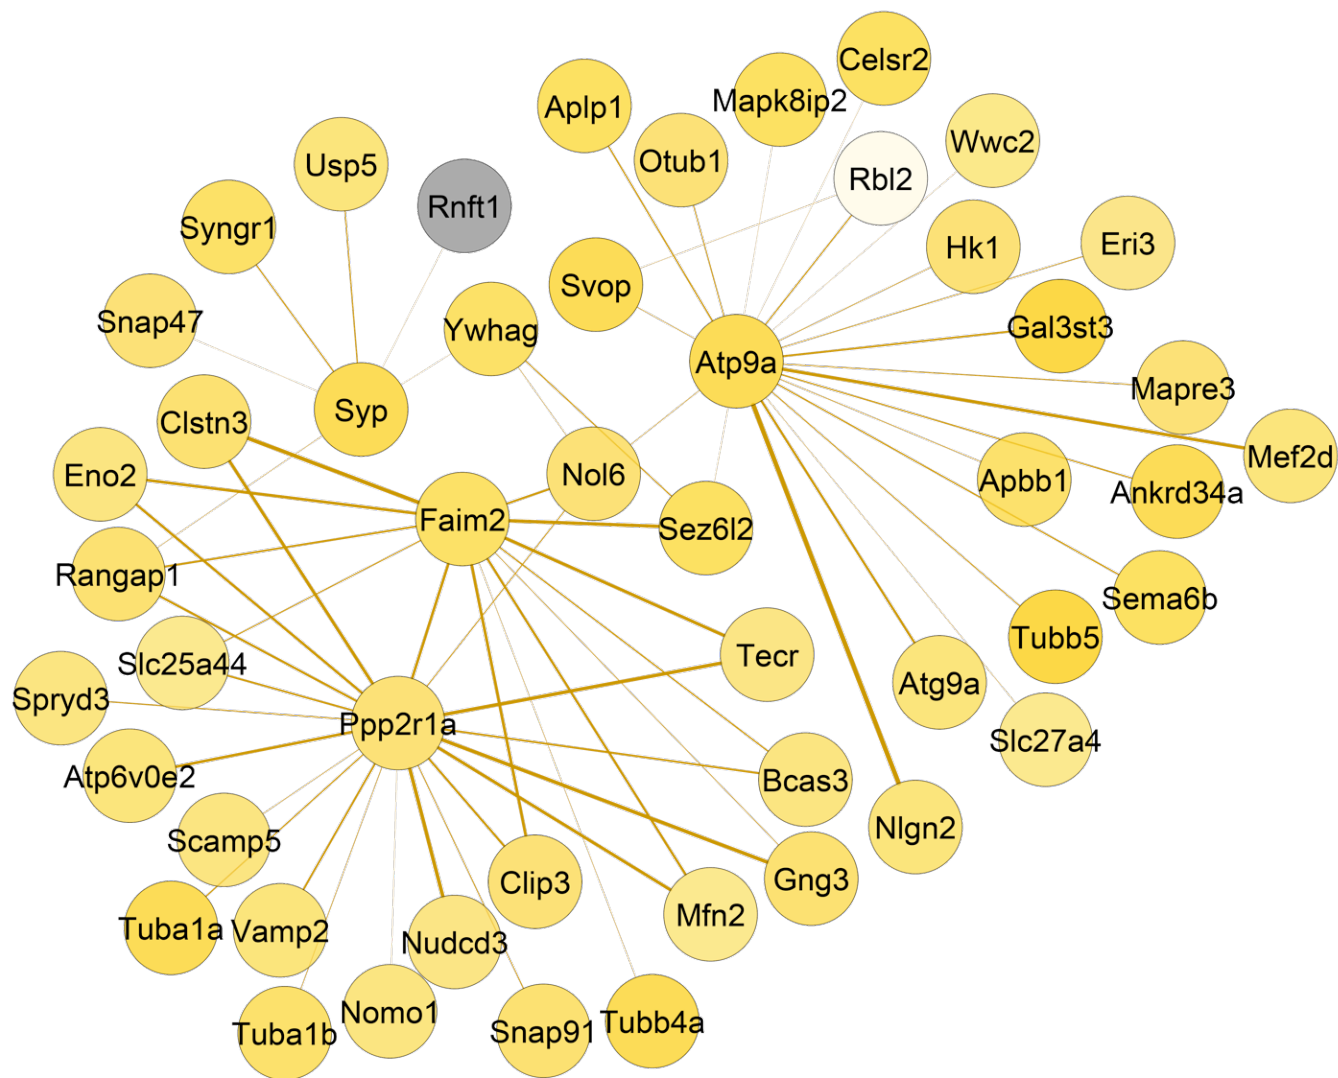 Celsr2
Aplp1
Mapk8ip2
Wwc2
Otub1
Usp5
Rbl2
Rnft1
Syngr1
Eri3
Hk1
Svop
Snap47
Ywhag
Gal3st3
Atp9a
Mapre3
Clstn3
Syp
Mef2d
Eno2
Nol6
Apbb1
Ankrd34a
Faim2
Sez6l2
Rangap1
Sema6b
Tubb5
Tecr
Slc25a44
Atg9a
Spryd3
Ppp2r1a
Slc27a4
Atp6v0e2
Bcas3
Nlgn2
Scamp5
Clip3
Gng3
Mfn2
Tuba1a
Vamp2
Nudcd3
Nomo1
Tubb4a
Snap91
Tuba1b